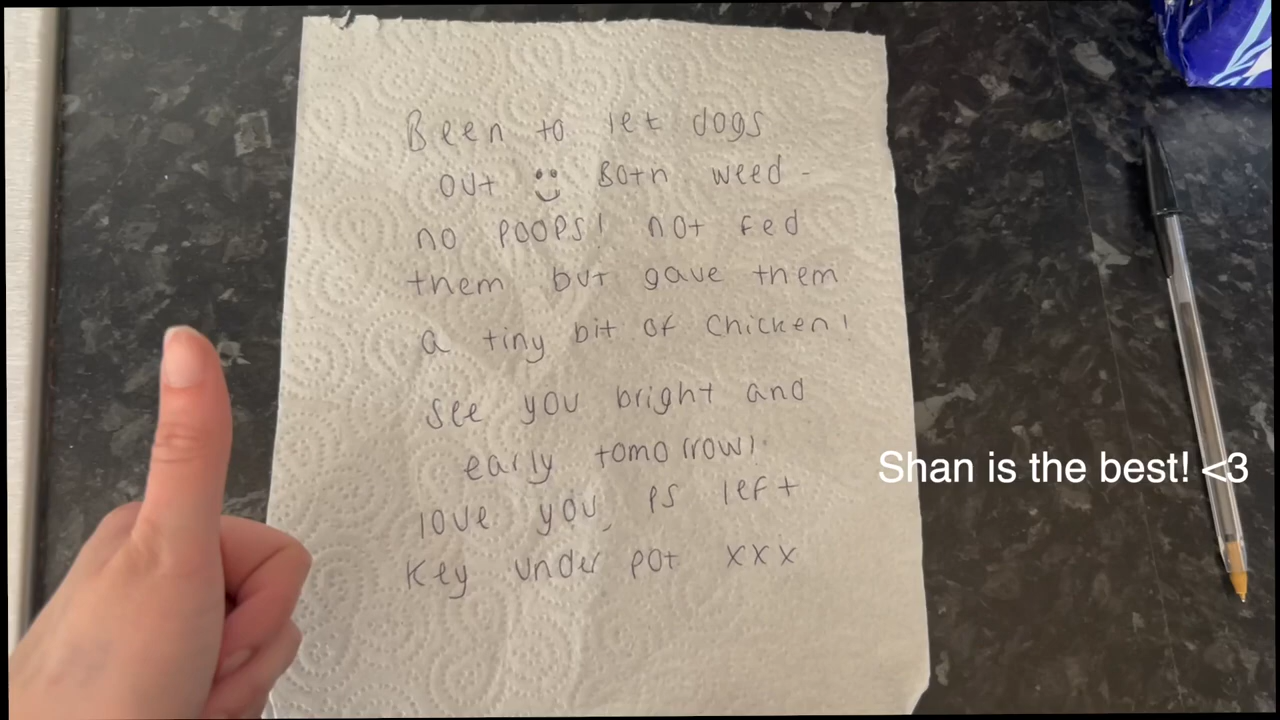 Been to let dogs
out :) Both weed -
no POOPS! not fed
them but gave them
a tiny bit of chicken!
see you bright and
early tomorrow!
love you, PS left
key under pot xxx
Shan is the best! <3